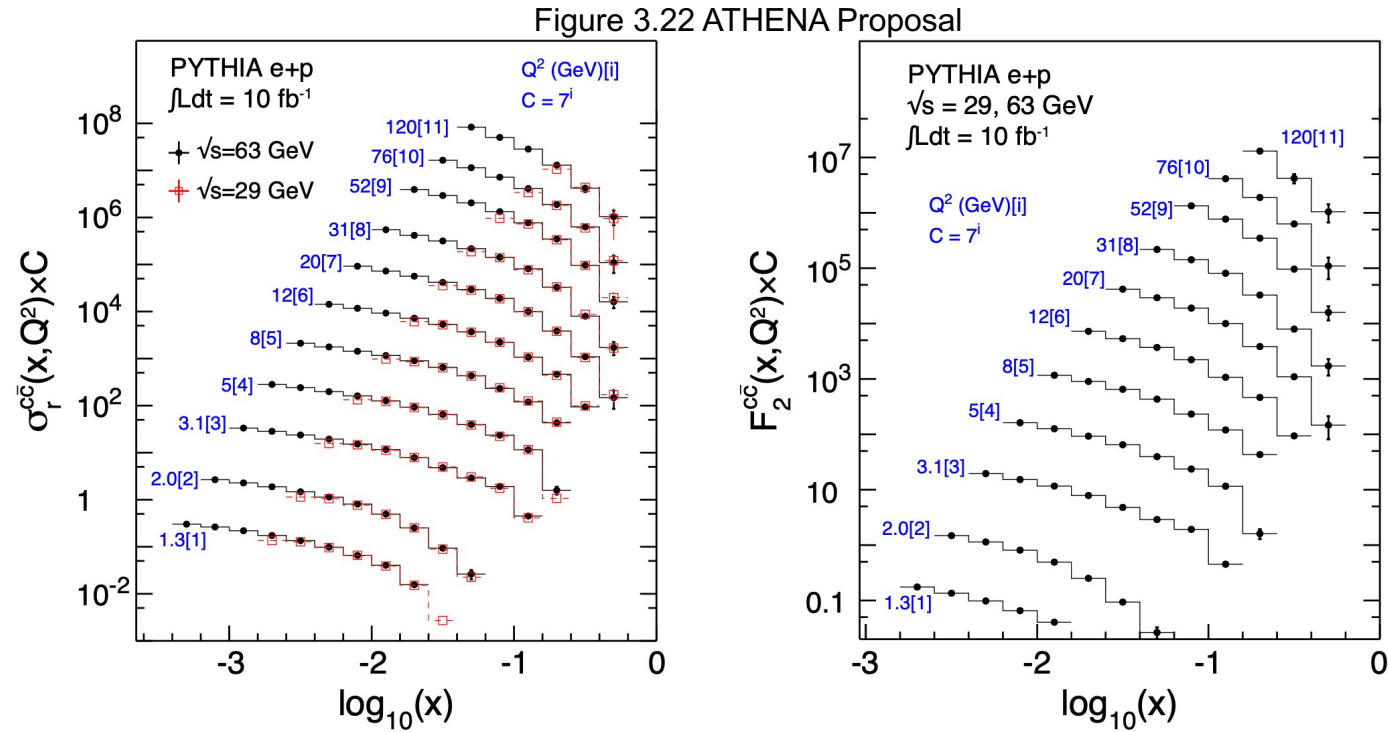 Figure 3.22 ATHENA Proposal
PYTHIA e+p
∫Ldt = 10 fb⁻¹
√s=63 GeV
√s=29 GeV
Q² (GeV)[i]
C = 7ⁱ
120[11]
76[10]
52[9]
31[8]
20[7]
12[6]
8[5]
5[4]
3.1[3]
2.0[2]
1.3[1]
10⁸
10⁶
10⁴
10²
1
10⁻²
σᵣᶜᶜ̄(x,Q²)×C
-3 -2 -1 0
log₁₀(x)
PYTHIA e+p
√s = 29, 63 GeV
∫Ldt = 10 fb⁻¹
Q² (GeV)[i]
C = 7ⁱ
120[11]
76[10]
52[9]
31[8]
20[7]
12[6]
8[5]
5[4]
3.1[3]
2.0[2]
1.3[1]
10⁷
10⁵
10³
10
0.1
F₂ᶜᶜ̄(x,Q²)×C
-3 -2 -1 0
log₁₀(x)